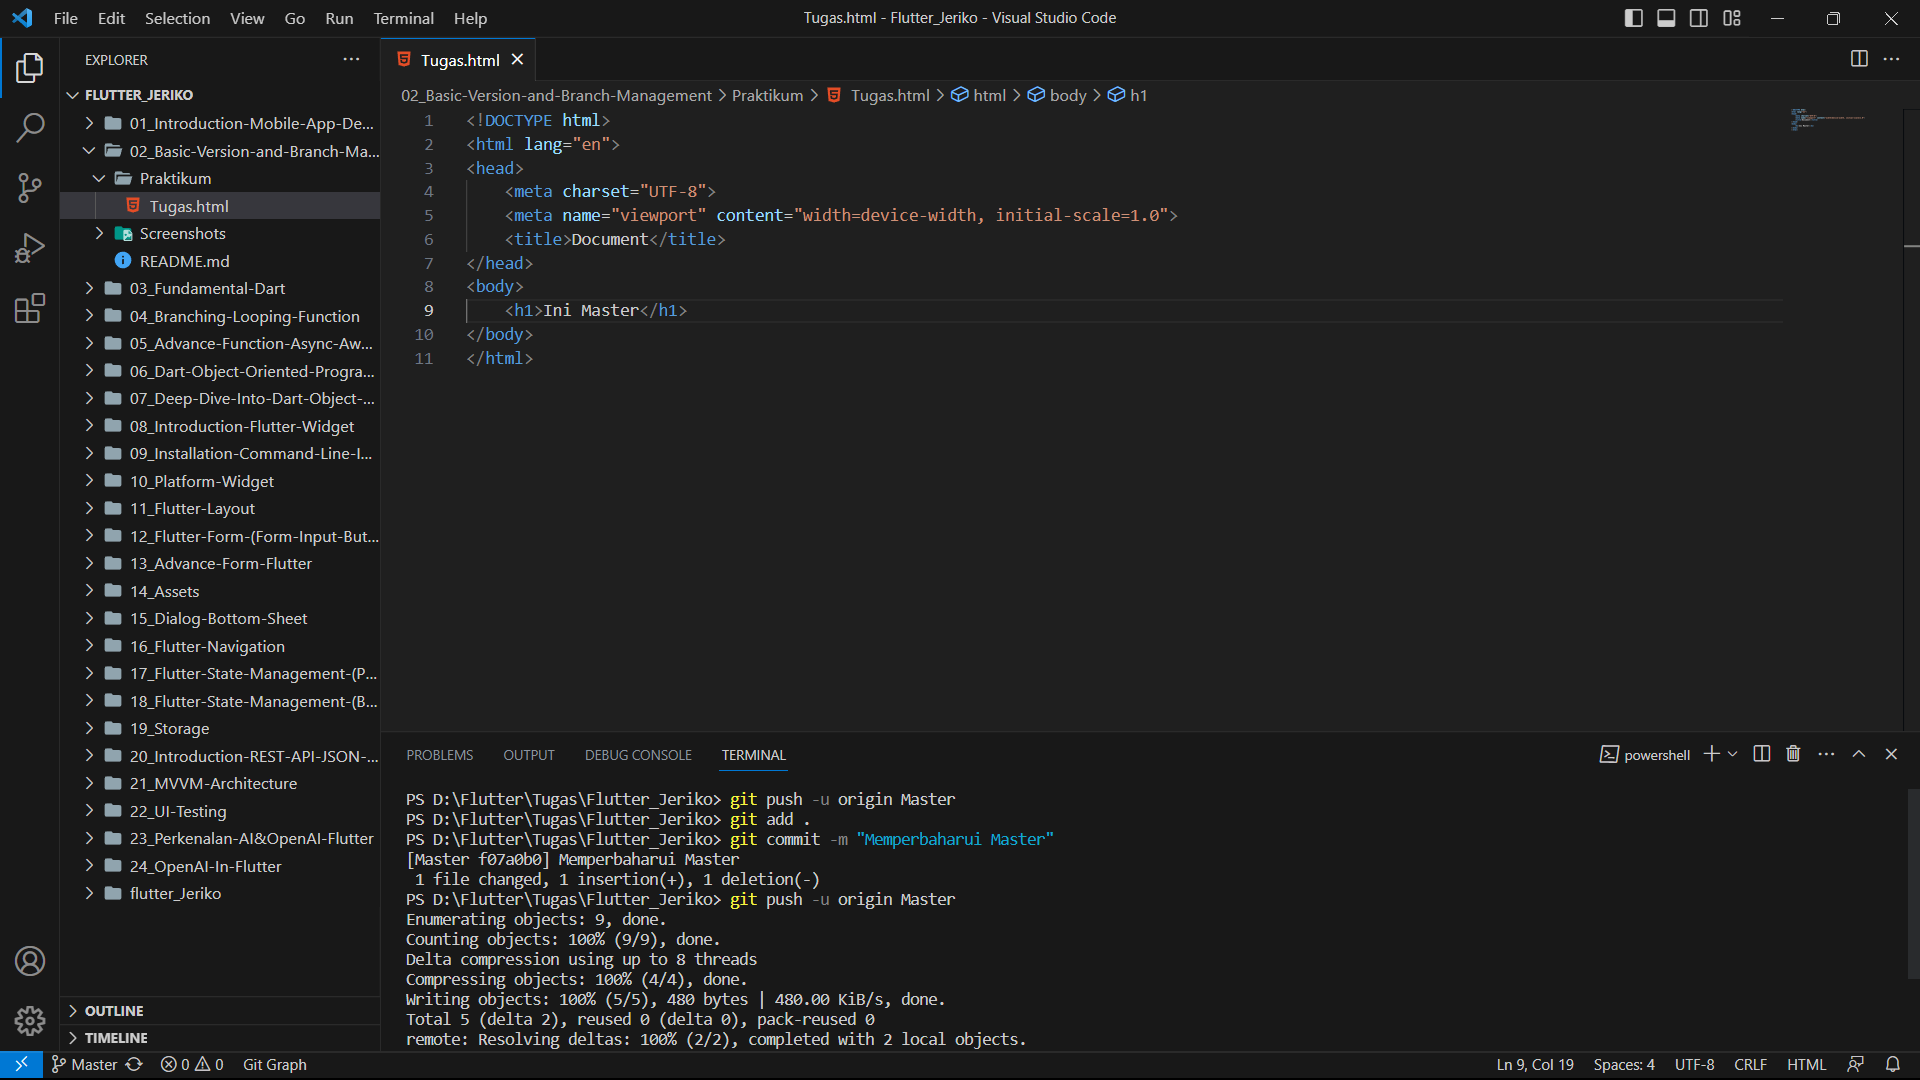 File Edit Selection View Go Run Terminal Help
Tugas.html - Flutter_Jeriko - Visual Studio Code
EXPLORER
FLUTTER_JERIKO
01_Introduction-Mobile-App-De...
02_Basic-Version-and-Branch-Ma...
Praktikum
Tugas.html
Screenshots
README.md
03_Fundamental-Dart
04_Branching-Looping-Function
05_Advance-Function-Async-Aw...
06_Dart-Object-Oriented-Progra...
07_Deep-Dive-Into-Dart-Object-...
08_Introduction-Flutter-Widget
09_Installation-Command-Line-I...
10_Platform-Widget
11_Flutter-Layout
12_Flutter-Form-(Form-Input-But...
13_Advance-Form-Flutter
14_Assets
15_Dialog-Bottom-Sheet
16_Flutter-Navigation
17_Flutter-State-Management-(P...
18_Flutter-State-Management-(B...
19_Storage
20_Introduction-REST-API-JSON-...
21_MVVM-Architecture
22_UI-Testing
23_Perkenalan-AI&OpenAI-Flutter
24_OpenAI-In-Flutter
flutter_Jeriko
OUTLINE
TIMELINE
Tugas.html
02_Basic-Version-and-Branch-Management > Praktikum > Tugas.html > html > body > h1
1 <!DOCTYPE html>
2 <html lang="en">
3 <head>
4 <meta charset="UTF-8">
5 <meta name="viewport" content="width=device-width, initial-scale=1.0">
6 <title>Document</title>
7 </head>
8 <body>
9 <h1>Ini Master</h1>
10 </body>
11 </html>
PROBLEMS OUTPUT DEBUG CONSOLE TERMINAL
powershell
PS D:\Flutter\Tugas\Flutter_Jeriko> git push -u origin Master
PS D:\Flutter\Tugas\Flutter_Jeriko> git add .
PS D:\Flutter\Tugas\Flutter_Jeriko> git commit -m "Memperbaharui Master"
[Master f07a0b0] Memperbaharui Master
1 file changed, 1 insertion(+), 1 deletion(-)
PS D:\Flutter\Tugas\Flutter_Jeriko> git push -u origin Master
Enumerating objects: 9, done.
Counting objects: 100% (9/9), done.
Delta compression using up to 8 threads
Compressing objects: 100% (4/4), done.
Writing objects: 100% (5/5), 480 bytes | 480.00 KiB/s, done.
Total 5 (delta 2), reused 0 (delta 0), pack-reused 0
remote: Resolving deltas: 100% (2/2), completed with 2 local objects.
Master 0 0 Git Graph
Ln 9, Col 19 Spaces: 4 UTF-8 CRLF HTML